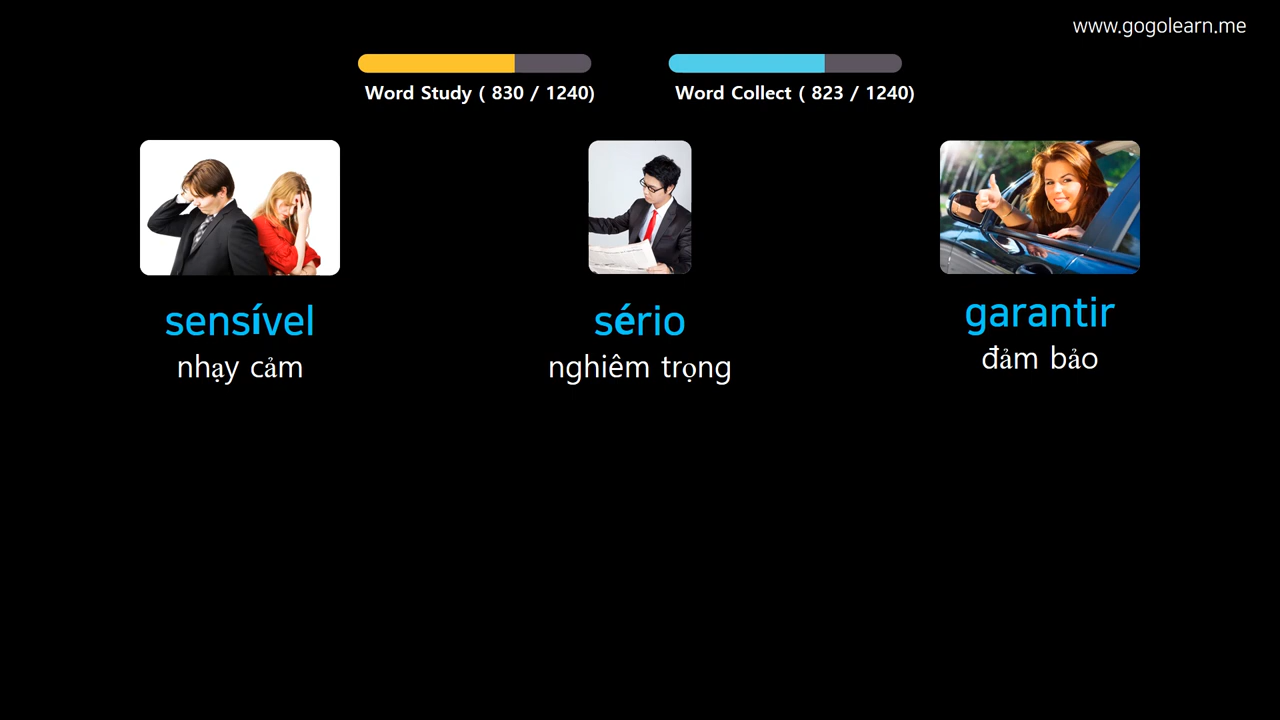 www.gogolearn.me
Word Study ( 830 / 1240)
Word Collect ( 823 / 1240)
sensível
nhạy cảm
sério
nghiêm trọng
garantir
đảm bảo